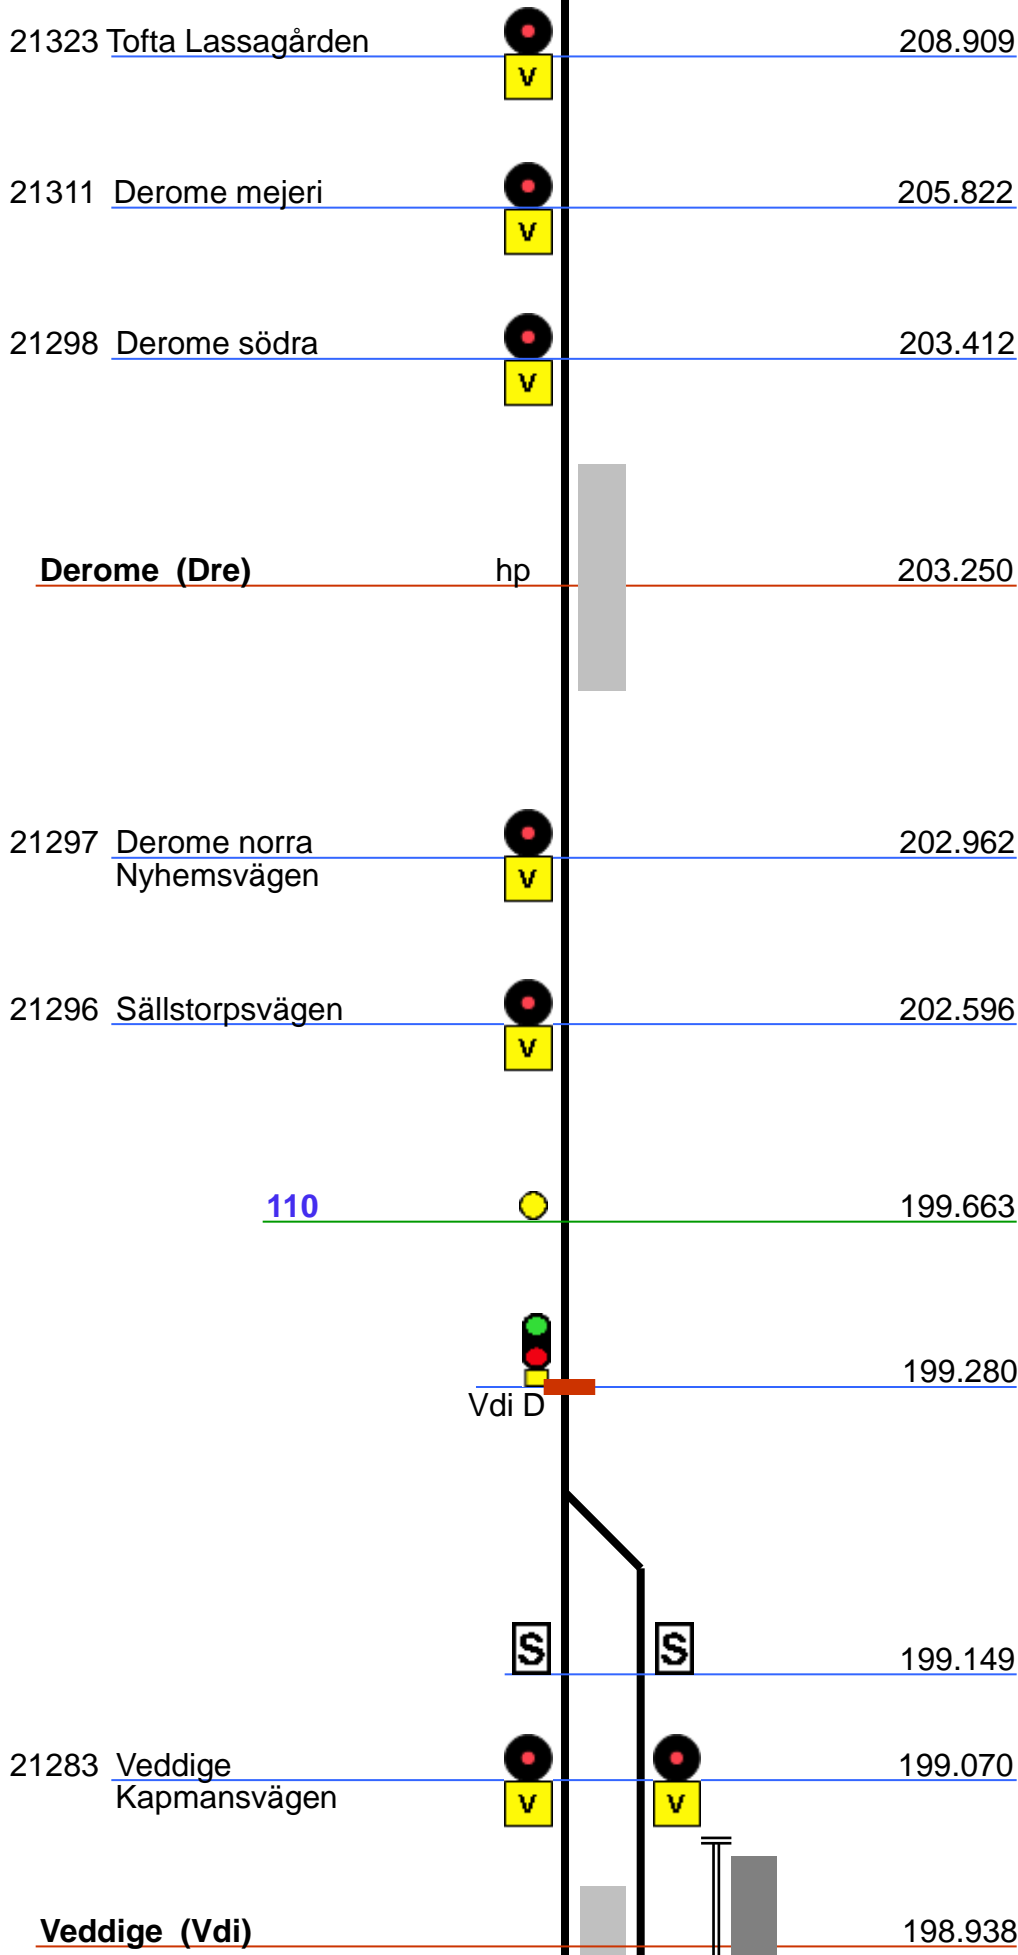 21323 Tofta Lassagården 208.909
V
21311 Derome mejeri 205.822
V
21298 Derome södra 203.412
V
Derome (Dre) hp 203.250
21297 Derome norra 202.962
Nyhemsvägen V
21296 Sällstorpsvägen 202.596
V
110 199.663
199.280
Vdi D
S S 199.149
21283 Veddige 199.070
Kapmansvägen V V
Veddige (Vdi) 198.938